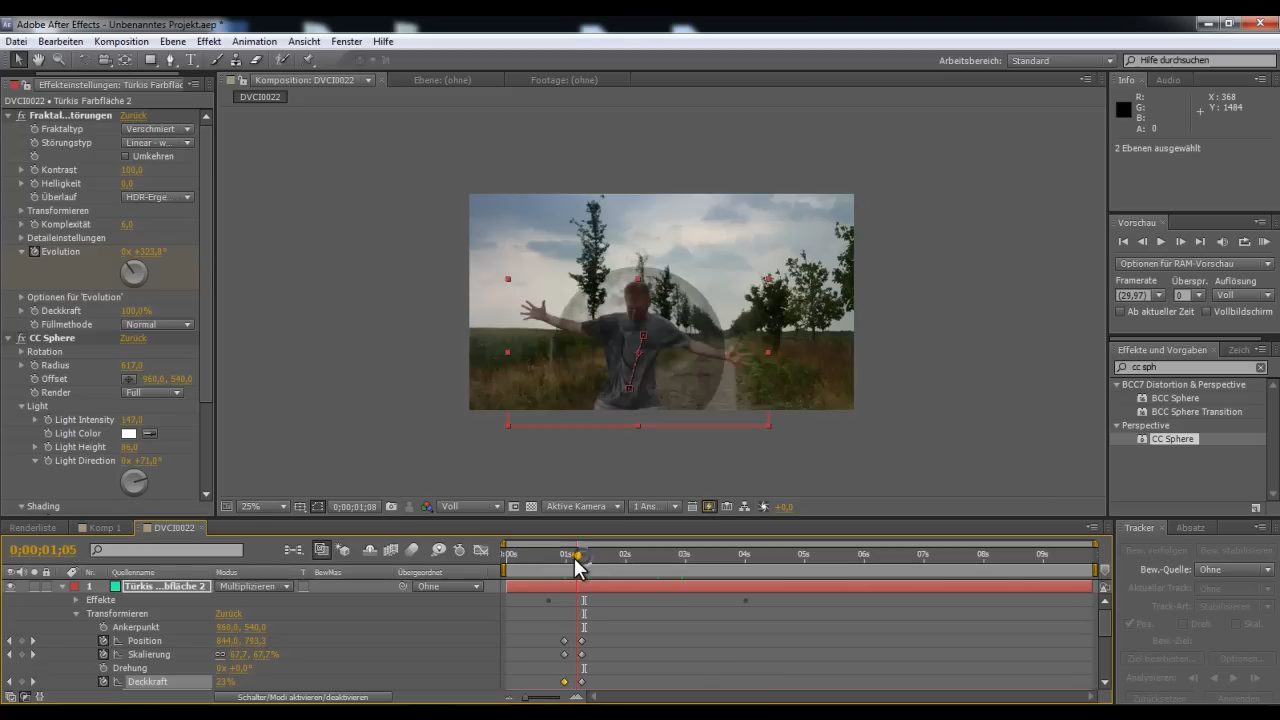 Adobe After Effects - Unbenanntes Projekt.aep *
Datei Bearbeiten Komposition Ebene Effekt Animation Ansicht Fenster Hilfe
Arbeitsbereich: Standard Hilfe durchsuchen
Effekteinstellungen: Türkis Farbfläc
Komposition: DVCI0022 Ebene: (ohne) Footage: (ohne)
Info Audio
DVCI0022 • Türkis Farbfläche 2
DVCI0022
R: X : 368
G: Y : 1484
B:
A: 0
2 Ebenen ausgewählt
Fraktal...törungen Zurück
Fraktaltyp Verschmiert
Störungstyp Linear - w...
Umkehren
Kontrast 100,0
Helligkeit 0,0
Überlauf HDR-Erge...
Transformieren
Komplexität 6,0
Detaileinstellungen
Evolution 0x +323,8°
Optionen für 'Evolution'
Deckkraft 100,0%
Füllmethode Normal
CC Sphere Zurück
Rotation
Radius 617,0
Offset 960,0, 540,0
Render Full
Light
Light Intensity 147,0
Light Color
Light Height 86,0
Light Direction 0x +71,0°
Shading
Vorschau
Optionen für RAM-Vorschau
Framerate Überspr. Auflösung
(29,97) 0 Voll
Ab aktueller Zeit Vollbildschirm
Effekte und Vorgaben Zeich
cc sph
BCC7 Distortion & Perspective
BCC Sphere
BCC Sphere Transition
Perspective
CC Sphere
25% 0;00;01;08 Voll Aktive Kamera 1 Ans... +0,0
Renderliste Komp 1 DVCI0022
0;00;01;05
:00s 01s 02s 03s 04s 05s 06s 07s 08s 09s
Nr. Quellenname Modus T BewMas Übergeordnet
1 Türkis ...bfläche 2 Multiplizieren Ohne
Effekte
Transformieren Zurück
Ankerpunkt 960,0, 540,0
Position 844,0, 793,3
Skalierung 67,7, 67,7%
Drehung 0x +0,0°
Deckkraft 23%
Schalter/Modi aktivieren/deaktivieren
Tracker Absatz
Bew. verfolgen Bew. stabilisieren
Bew.-Quelle: Ohne
Aktueller Track: Ohne
Track-Art: Stabilisieren
Pos. Dreh. Skal.
Bew.-Ziel:
Ziel bearbeiten... Optionen...
Analysieren:
Zurücksetzen Anwenden